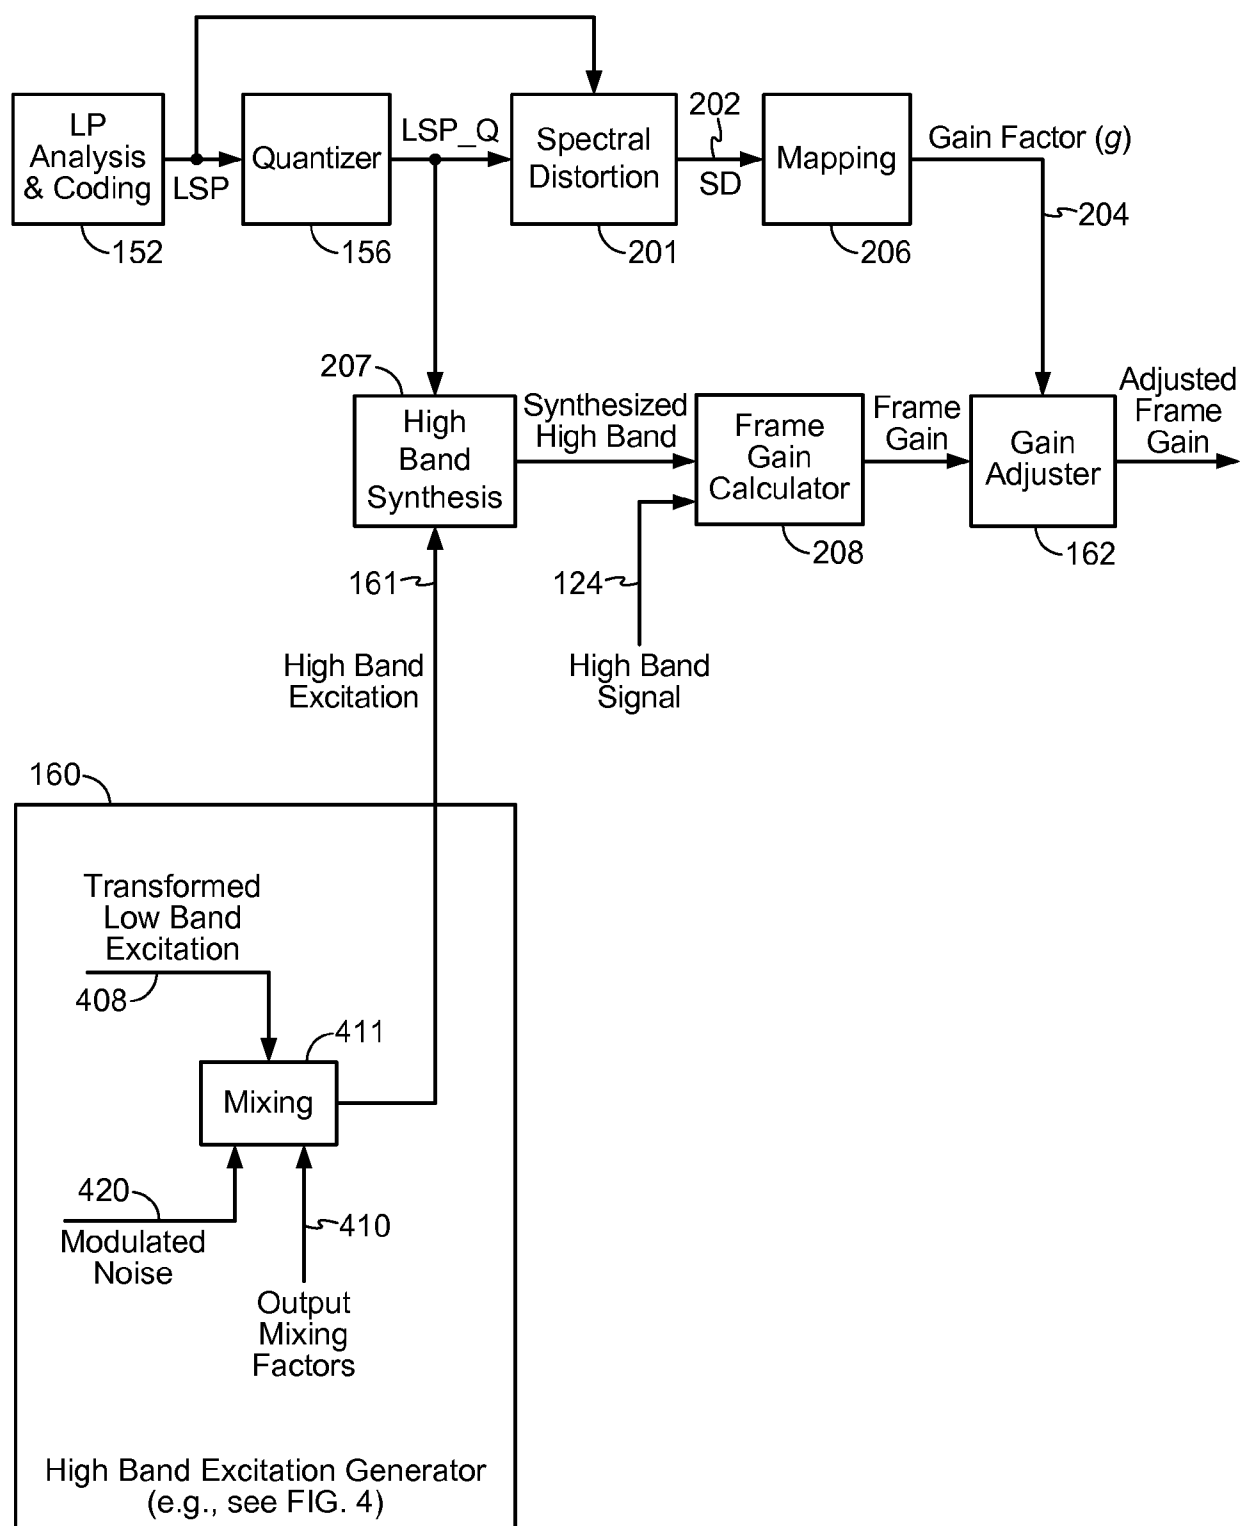 LP
Analysis
& Coding
152
LSP
Quantizer
156
LSP_Q
Spectral
Distortion
201
202
SD
Mapping
206
Gain Factor (g)
204
207
High
Band
Synthesis
Synthesized
High Band
Frame
Gain
Calculator
208
Frame
Gain
Gain
Adjuster
162
Adjusted
Frame
Gain
161
124
High Band
Excitation
High Band
Signal
160
Transformed
Low Band
Excitation
408
411
Mixing
420
Modulated
Noise
410
Output
Mixing
Factors
High Band Excitation Generator
(e.g., see FIG. 4)